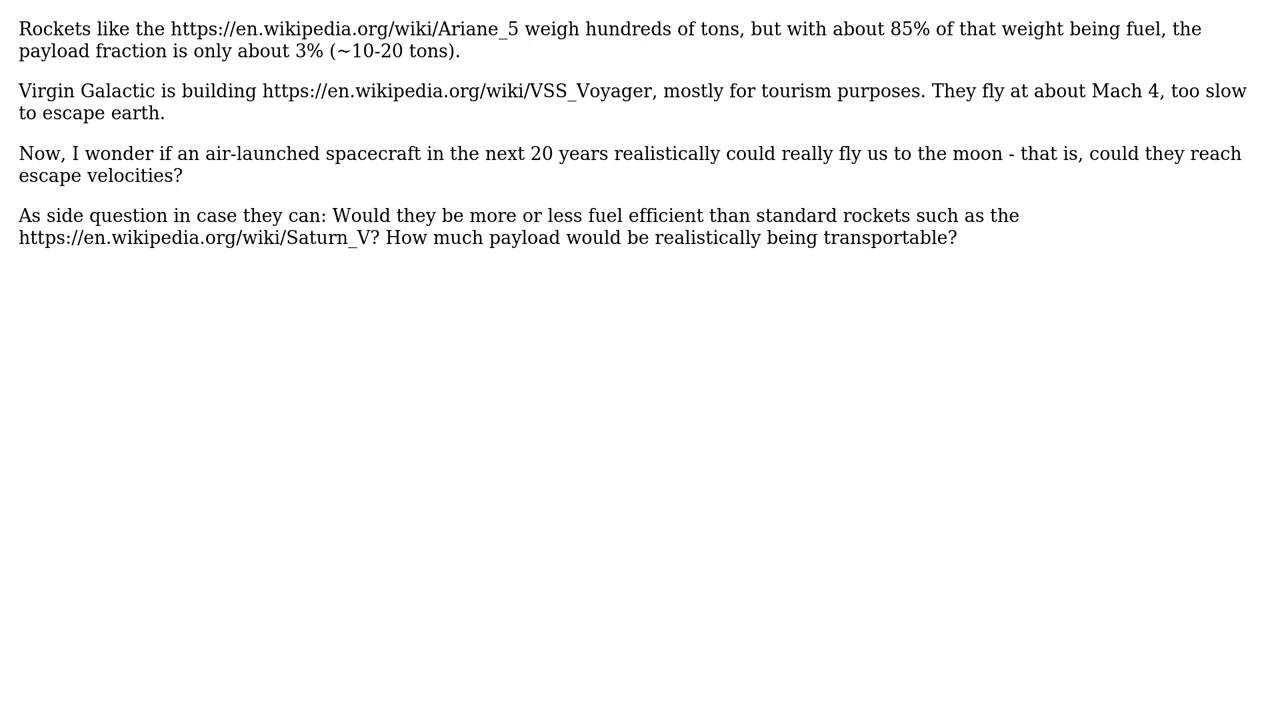 Rockets like the https://en.wikipedia.org/wiki/Ariane_5 weigh hundreds of tons, but with about 85% of that weight being fuel, the
payload fraction is only about 3% (~10-20 tons).
Virgin Galactic is building https://en.wikipedia.org/wiki/VSS_Voyager, mostly for tourism purposes. They fly at about Mach 4, too slow
to escape earth.
Now, I wonder if an air-launched spacecraft in the next 20 years realistically could really fly us to the moon - that is, could they reach
escape velocities?
As side question in case they can: Would they be more or less fuel efficient than standard rockets such as the
https://en.wikipedia.org/wiki/Saturn_V? How much payload would be realistically being transportable?